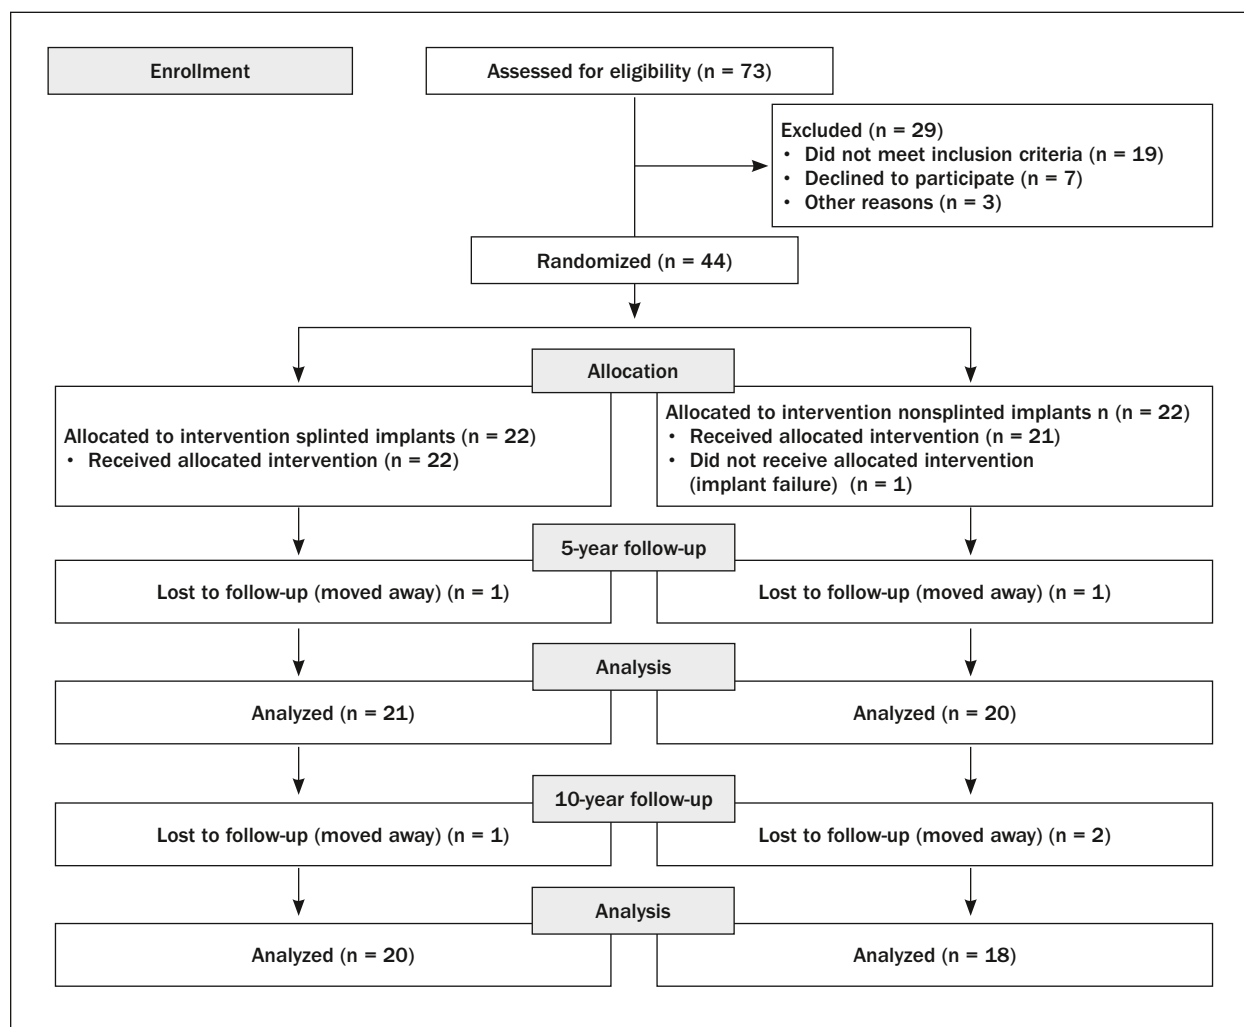 Enrollment
Assessed for eligibility (n = 73)
Excluded (n = 29)
• Did not meet inclusion criteria (n = 19)
• Declined to participate (n = 7)
• Other reasons (n = 3)
Randomized (n = 44)
Allocation
Allocated to intervention splinted implants (n = 22)
• Received allocated intervention (n = 22)
Allocated to intervention nonsplinted implants n (n = 22)
• Received allocated intervention (n = 21)
• Did not receive allocated intervention
(implant failure) (n = 1)
5-year follow-up
Lost to follow-up (moved away) (n = 1)
Lost to follow-up (moved away) (n = 1)
Analysis
Analyzed (n = 21)
Analyzed (n = 20)
10-year follow-up
Lost to follow-up (moved away) (n = 1)
Lost to follow-up (moved away) (n = 2)
Analysis
Analyzed (n = 20)
Analyzed (n = 18)